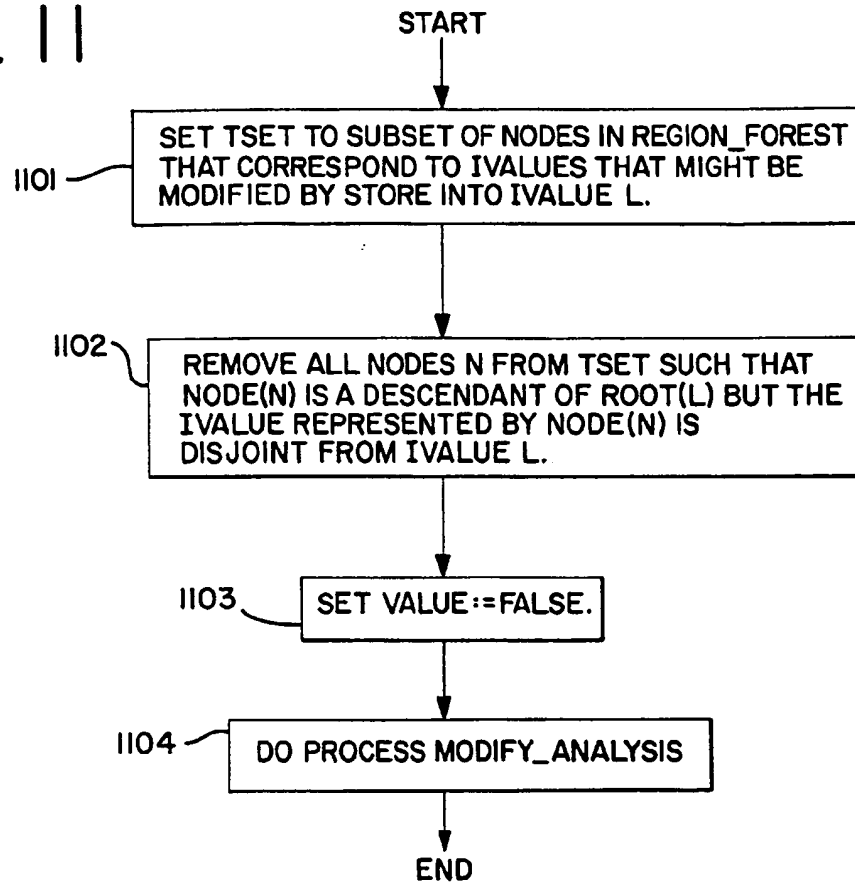 . 11
START
SET TSET TO SUBSET OF NODES IN REGION_FOREST
THAT CORRESPOND TO IVALUES THAT MIGHT BE
MODIFIED BY STORE INTO IVALUE L.
1101
1102
REMOVE ALL NODES N FROM TSET SUCH THAT
NODE(N) IS A DESCENDANT OF ROOT(L) BUT THE
IVALUE REPRESENTED BY NODE(N) IS
DISJOINT FROM IVALUE L.
1103
SET VALUE:=FALSE.
1104
DO PROCESS MODIFY_ANALYSIS
END